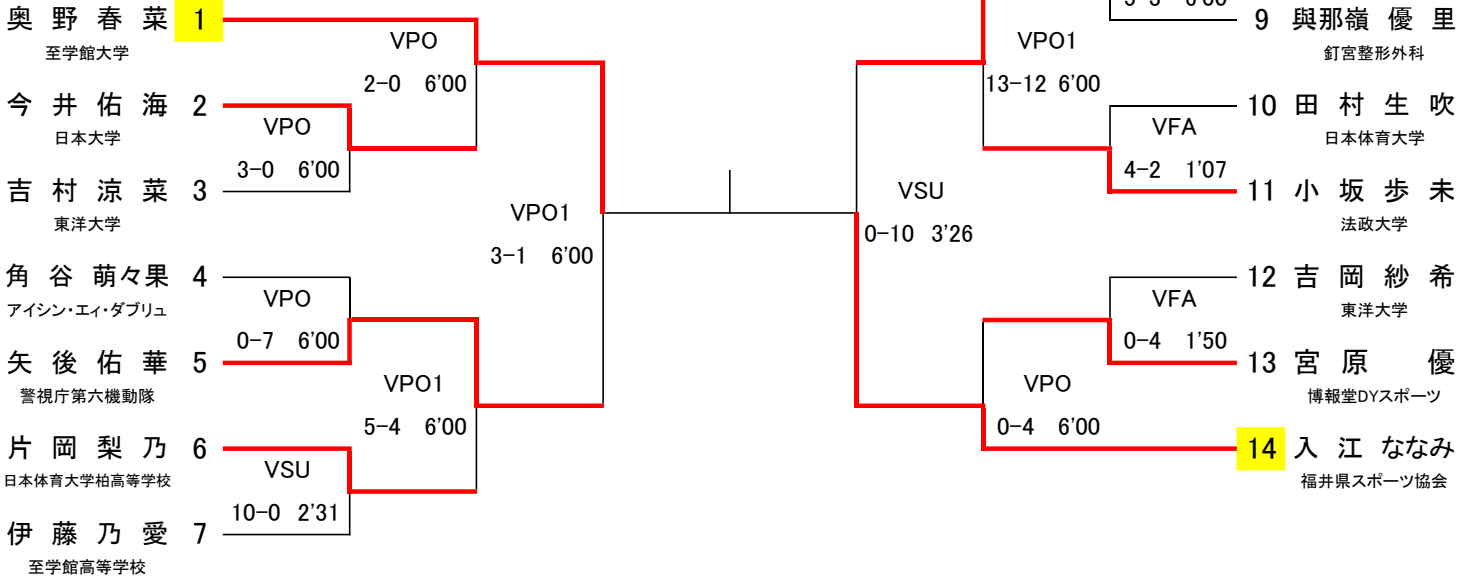 奥 野 春 菜 1
至学館大学
VPO
2-0 6'00
今 井 佑 海 2
日本大学
VPO
3-0 6'00
吉 村 涼 菜 3
東洋大学
VPO1
3-1 6'00
角 谷 萌々果 4
アイシン・エィ・ダブリュ
VPO
0-7 6'00
矢 後 佑 華 5
警視庁第六機動隊
VPO1
5-4 6'00
片 岡 梨 乃 6
日本体育大学柏高等学校
VSU
10-0 2'31
伊 藤 乃 愛 7
至学館高等学校
9 與那嶺 優 里
釘宮整形外科
VPO1
13-12 6'00
10 田 村 生 吹
日本体育大学
VFA
4-2 1'07
11 小 坂 歩 未
法政大学
VSU
0-10 3'26
12 吉 岡 紗 希
東洋大学
VFA
0-4 1'50
13 宮 原 優
博報堂DYスポーツ
VPO
0-4 6'00
14 入 江 ななみ
福井県スポーツ協会